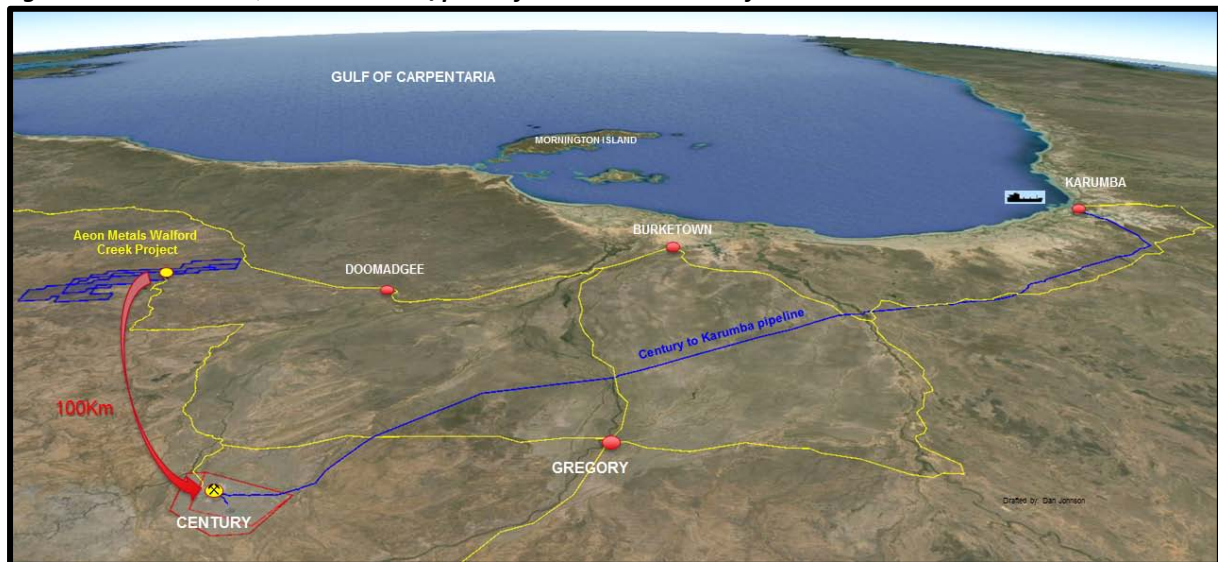 GULF OF CARPENTARIA
MORNINGTON ISLAND
KARUMBA
Aeon Metals Walford
Creek Project
BURKETOWN
DOOMADGEE
Century to Karumba pipeline
100Km
GREGORY
CENTURY
Drafted by: Dan Johnson